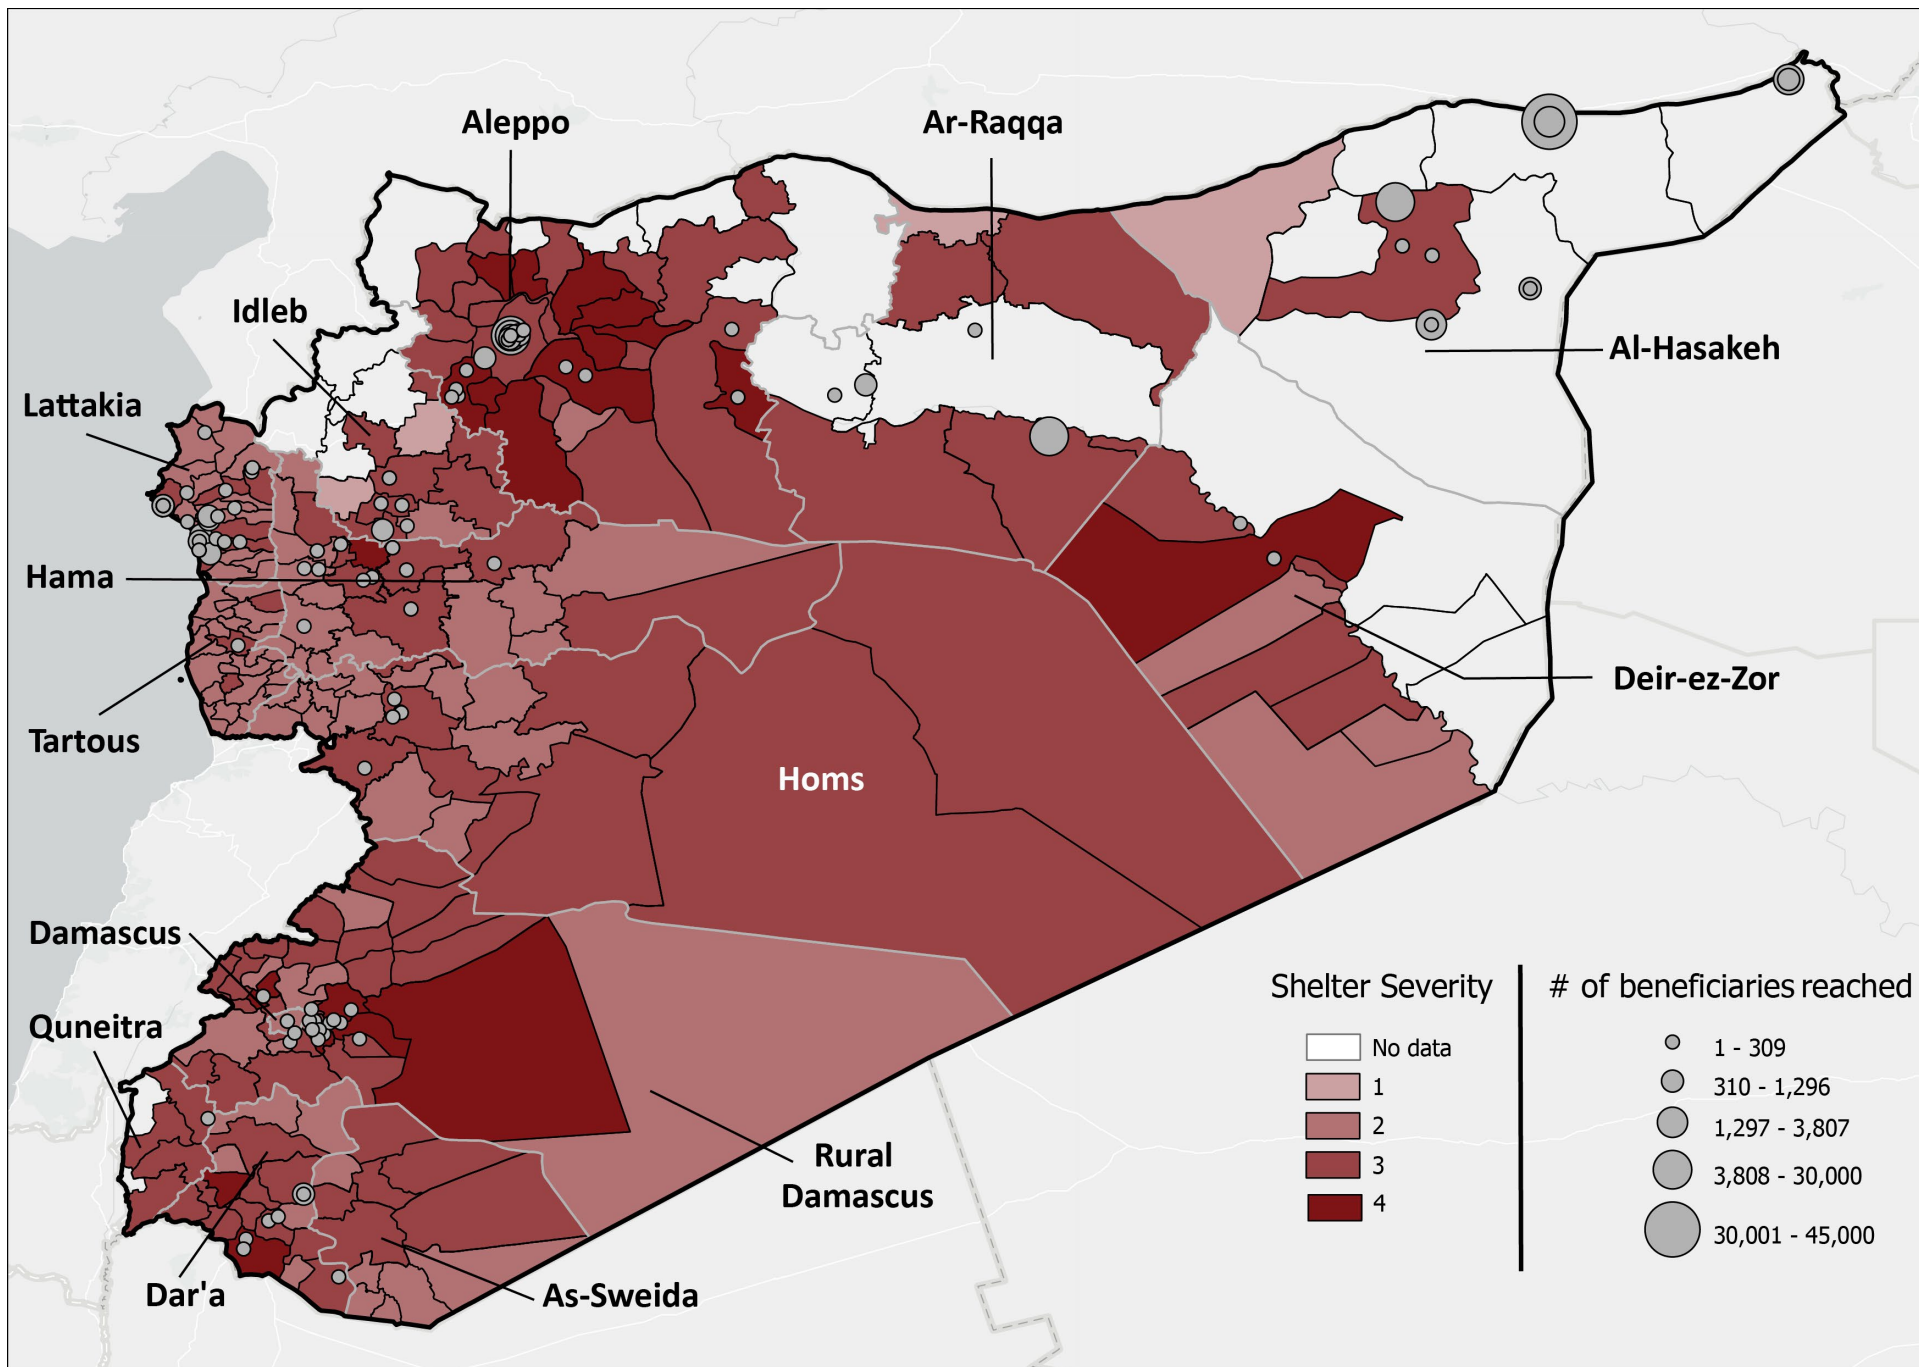 Aleppo
Ar-Raqqa
Idleb
Al-Hasakeh
Lattakia
Hama
Deir-ez-Zor
Tartous
Homs
Damascus
Quneitra
Rural
Damascus
Dar'a
As-Sweida
Shelter Severity
No data
1
2
3
4
# of beneficiaries reached
1 - 309
310 - 1,296
1,297 - 3,807
3,808 - 30,000
30,001 - 45,000